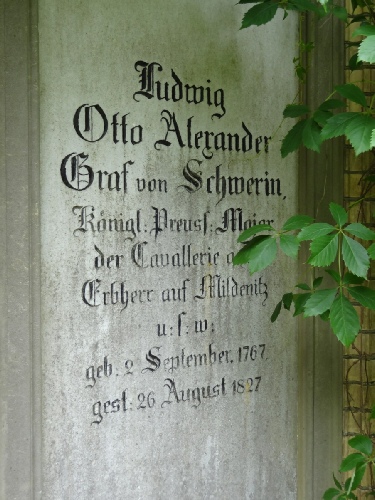 Ludwig
Otto Alexander
Graf von Schwerin,
Königl: Preuss: Major
der Cavallerie
Erbherr auf Mildenitz
u: s: w:
geb: 2 September, 1767.
gest: 26 August 1827